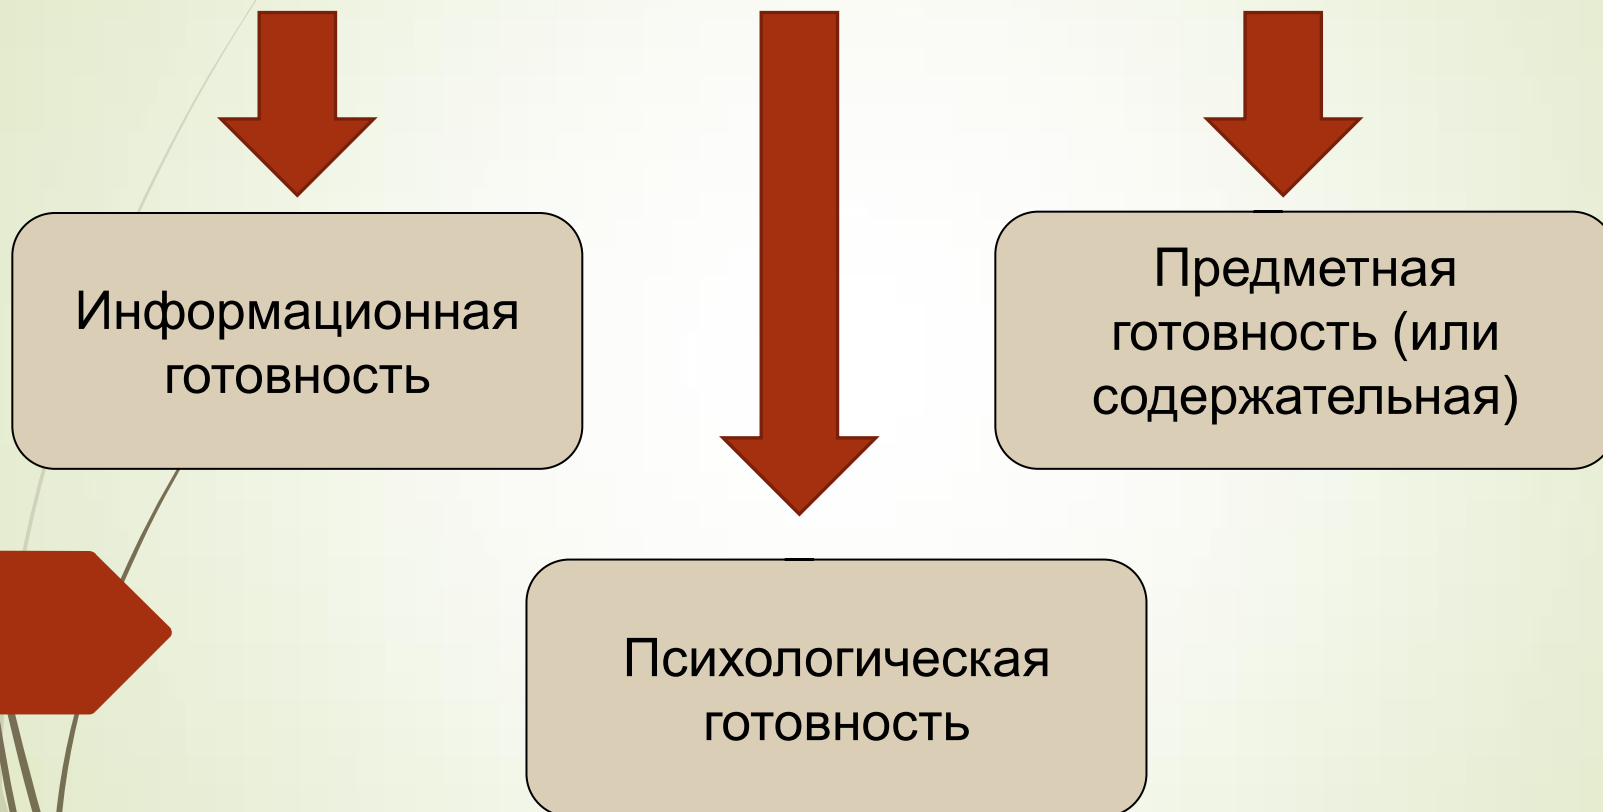 Информационная
готовность
Предметная
готовность (или
содержательная)
Психологическая
готовность